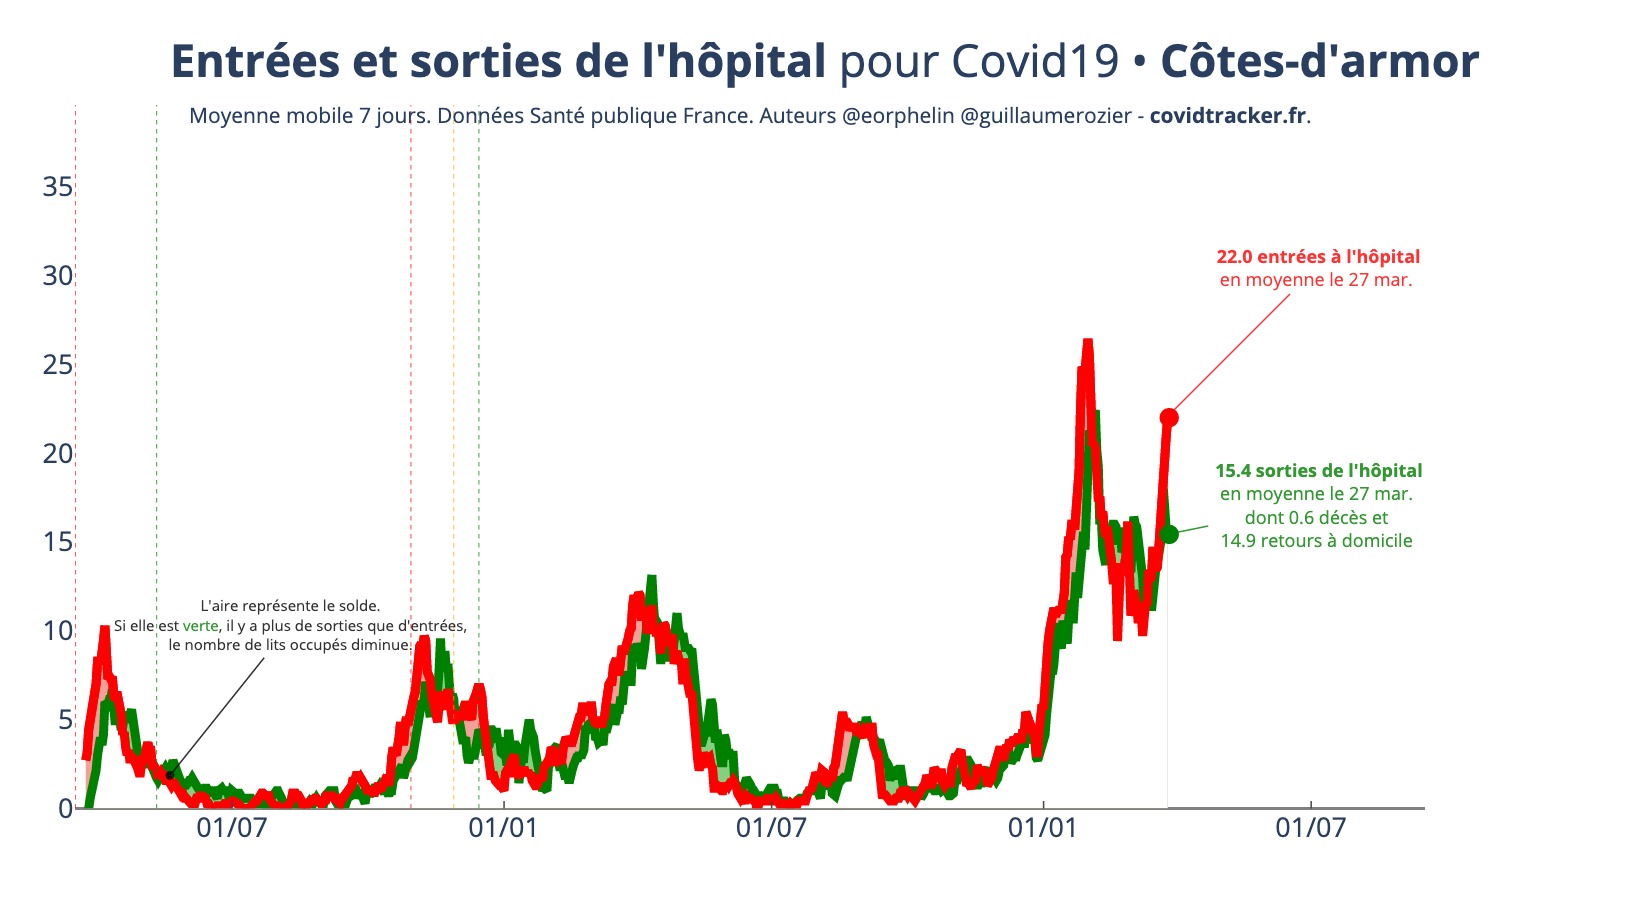 Entrées et sorties de l'hôpital pour Covid19 • Côtes-d'armor
Moyenne mobile 7 jours. Données Santé publique France. Auteurs @eorphelin @guillaumerozier - covidtracker.fr.
35
30
25
20
15
10
5
0
22.0 entrées à l'hôpital
en moyenne le 27 mar.
15.4 sorties de l'hôpital
en moyenne le 27 mar.
dont 0.6 décès et
14.9 retours à domicile
L'aire représente le solde.
Si elle est verte, il y a plus de sorties que d'entrées,
le nombre de lits occupés diminue.
01/07
01/01
01/07
01/01
01/07